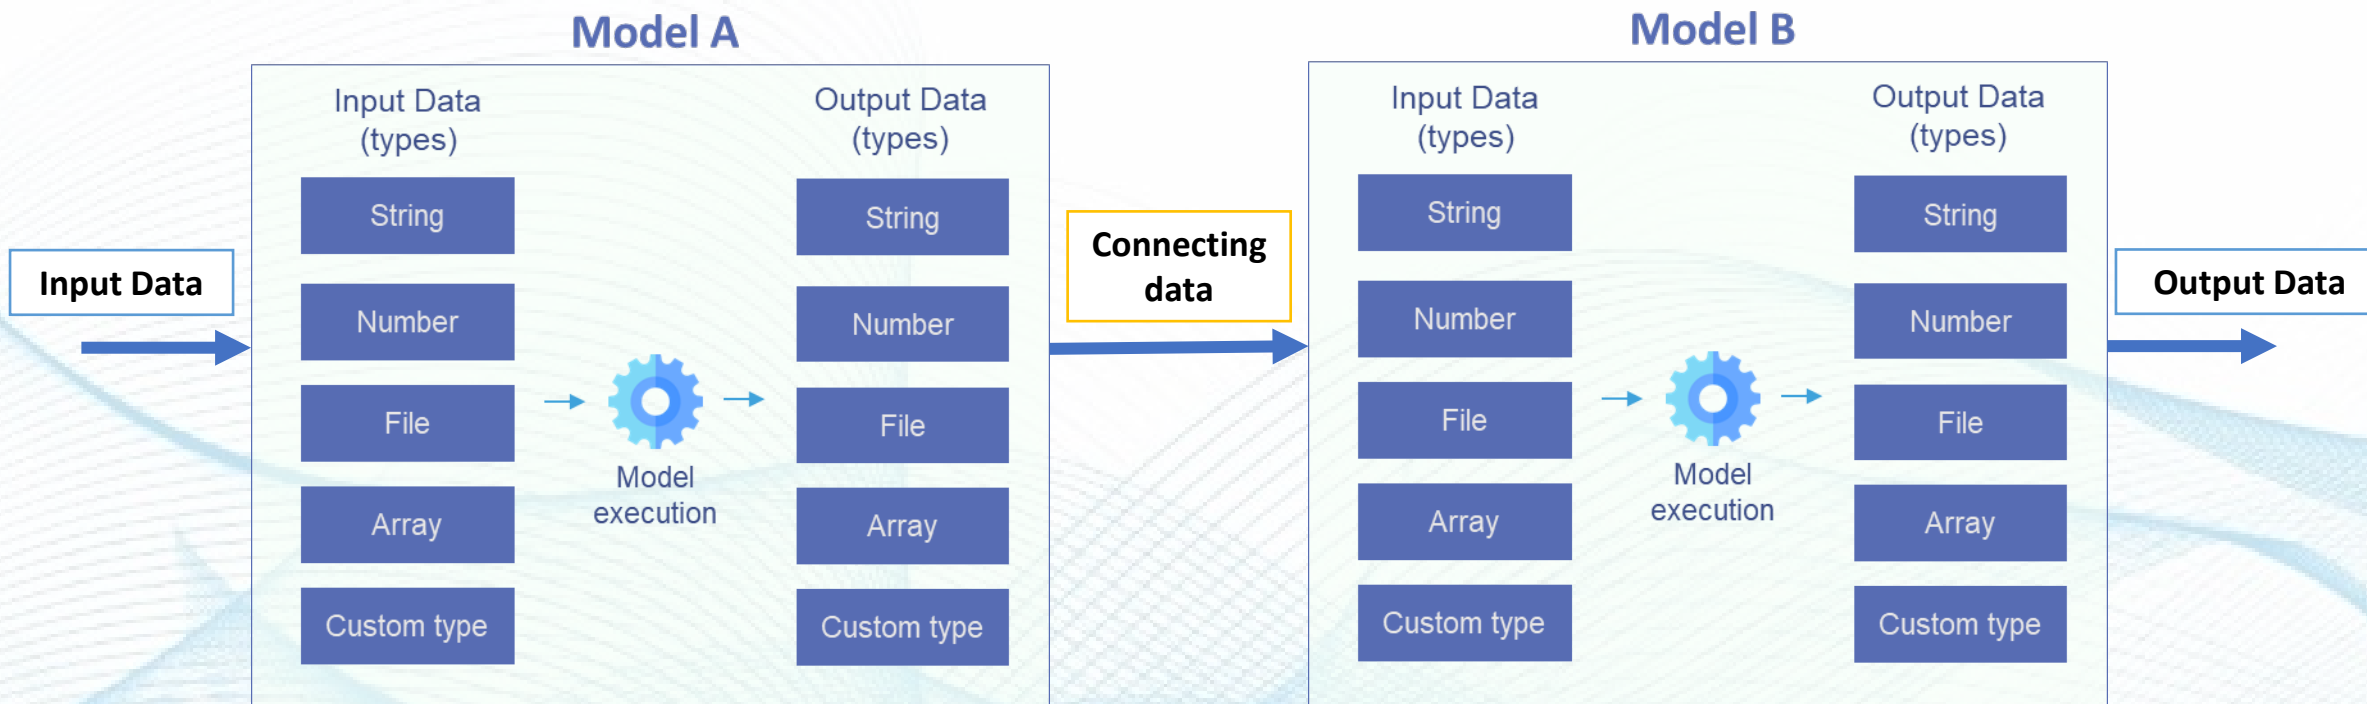 Model A
Model B
Input Data
Input Data
(types)
String
Number
File
Array
Custom type
Model
execution
Output Data
(types)
String
Number
File
Array
Custom type
Connecting
data
Input Data
(types)
String
Number
File
Array
Custom type
Model
execution
Output Data
(types)
String
Number
File
Array
Custom type
Output Data